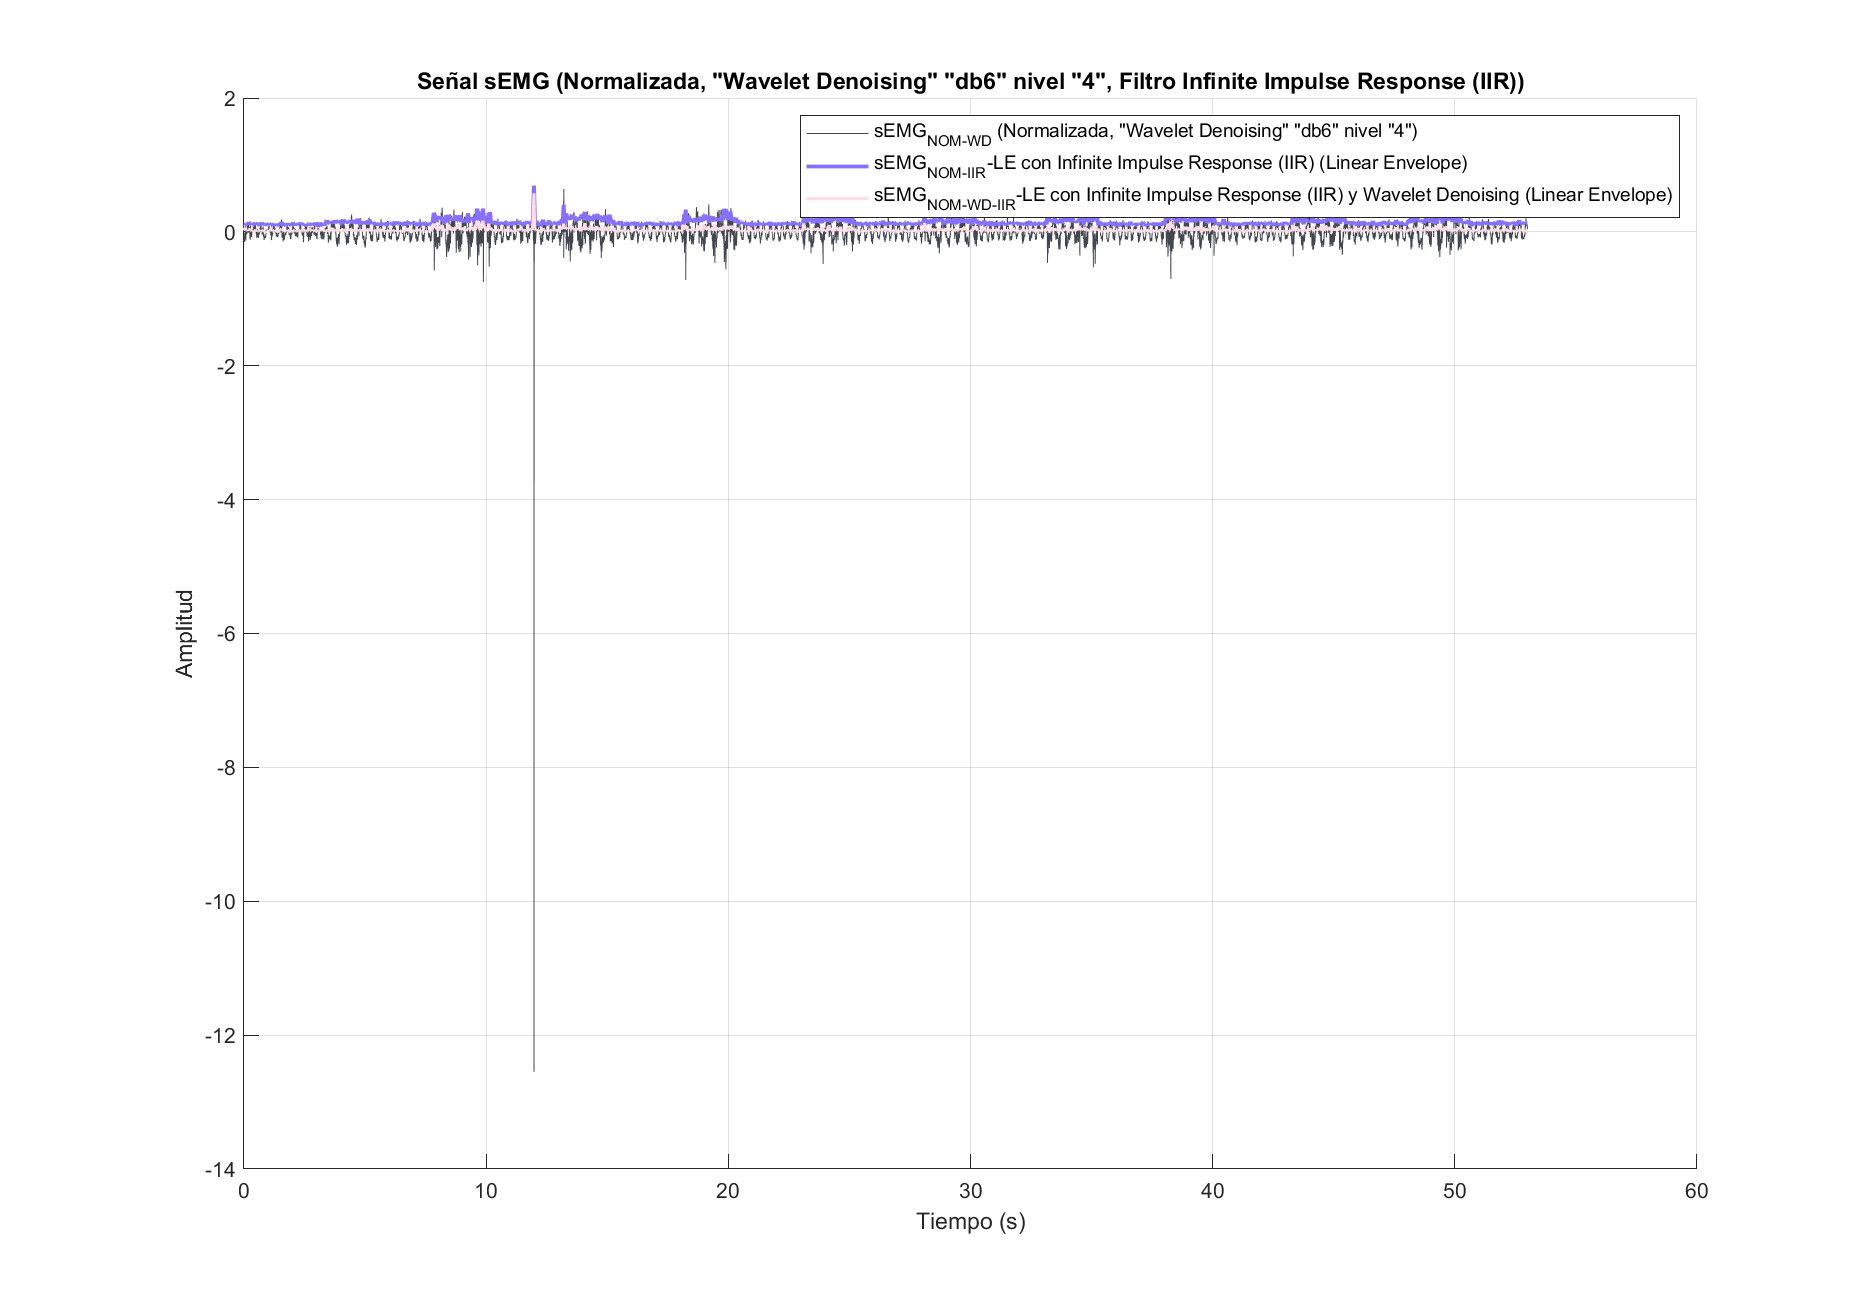 Señal sEMG (Normalizada, "Wavelet Denoising" "db6" nivel "4", Filtro Infinite Impulse Response (IIR))
sEMG_NOM-WD (Normalizada, "Wavelet Denoising" "db6" nivel "4")
sEMG_NOM-IIR-LE con Infinite Impulse Response (IIR) (Linear Envelope)
sEMG_NOM-WD-IIR-LE con Infinite Impulse Response (IIR) y Wavelet Denoising (Linear Envelope)
2
0
-2
-4
-6
-8
-10
-12
-14
Amplitud
0 10 20 30 40 50 60
Tiempo (s)